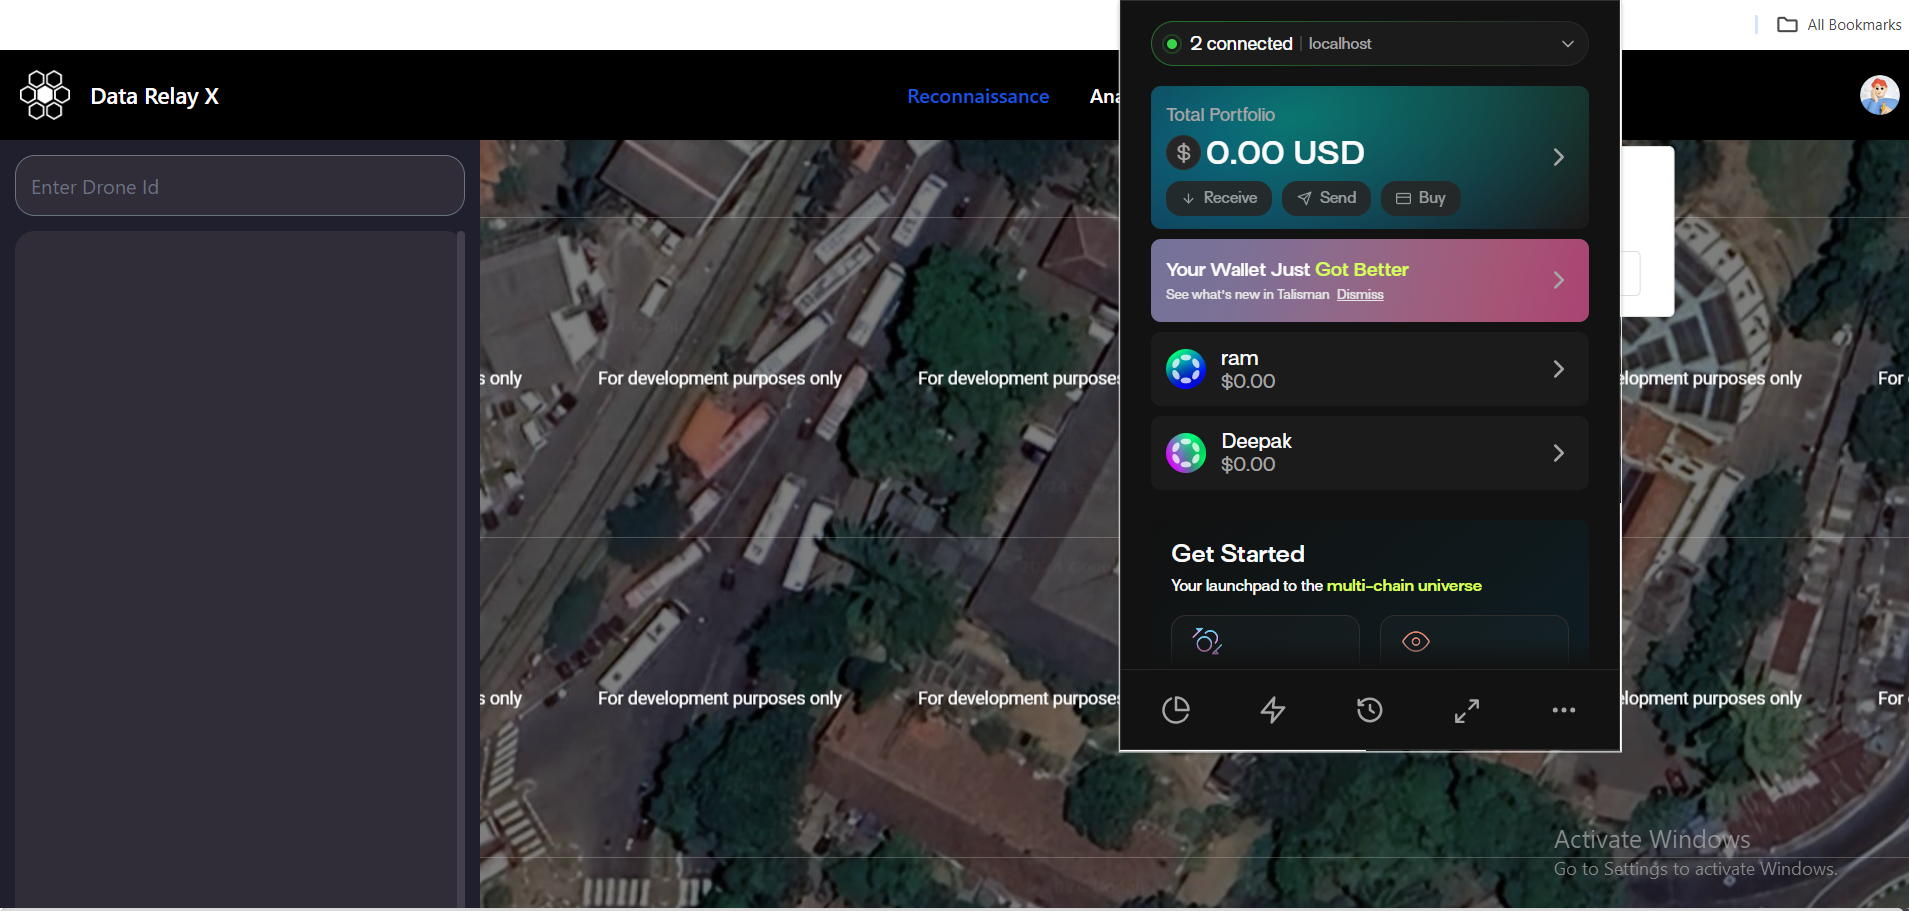 All Bookmarks
Data Relay X
Reconnaissance
Ana
Enter Drone Id
2 connected | localhost
Total Portfolio
$ 0.00 USD
Receive
Send
Buy
Your Wallet Just Got Better
See what's new in Talisman Dismiss
ram
$0.00
Deepak
$0.00
Get Started
Your launchpad to the multi-chain universe
s only
For development purposes only
For development purposes
lopment purposes only
For
s only
For development purposes only
For development purposes
lopment purposes only
For
Activate Windows
Go to Settings to activate Windows.